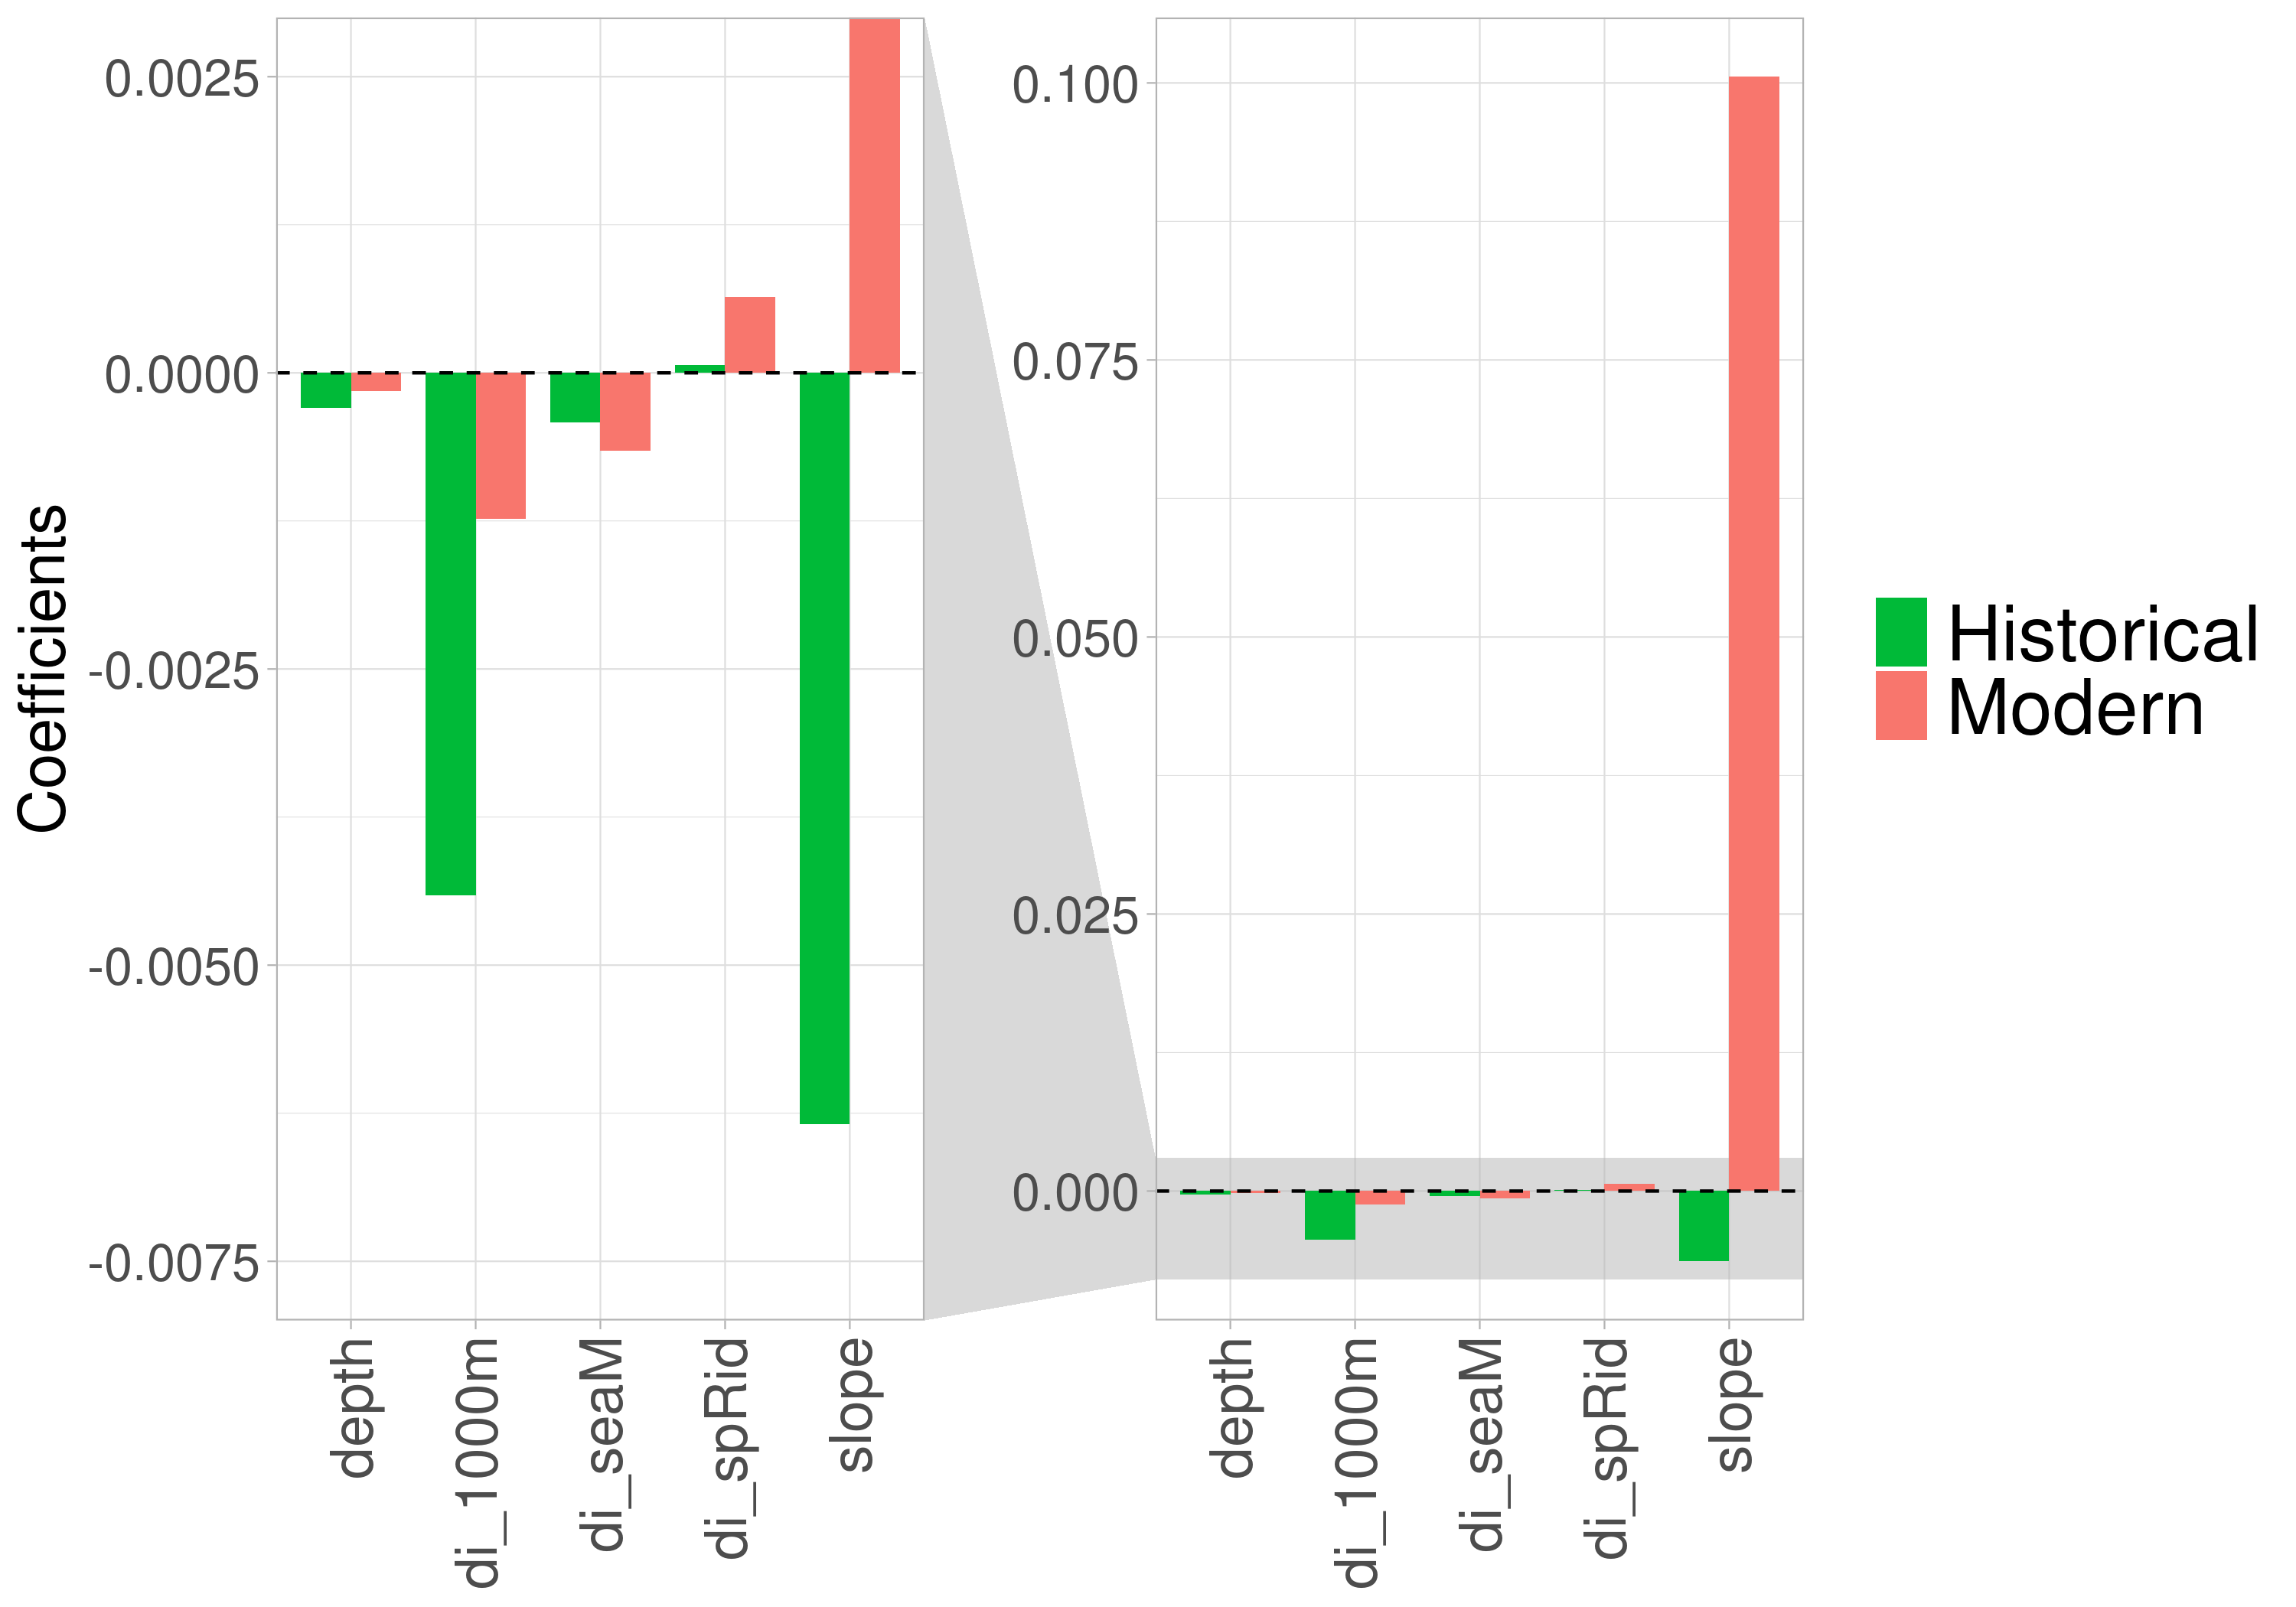 Coefficients
0.0025
0.0000
-0.0025
-0.0050
-0.0075
depth
di_1000m
di_seaM
di_spRid
slope
0.100
0.075
0.050
0.025
0.000
depth
di_1000m
di_seaM
di_spRid
slope
Historical
Modern